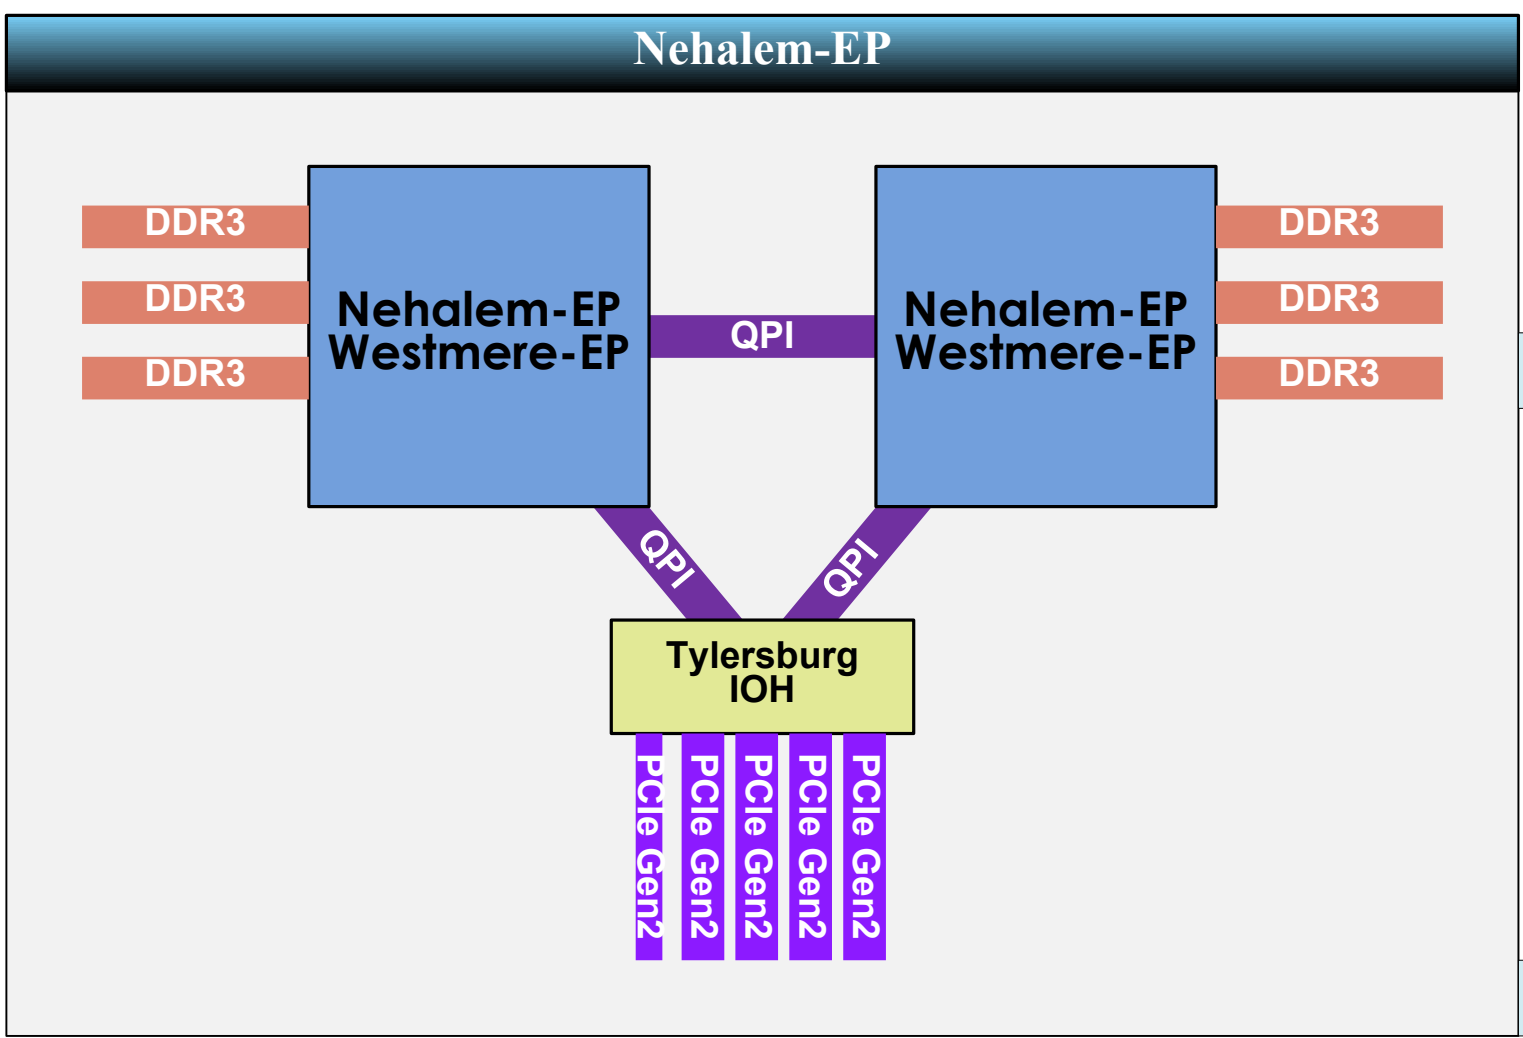 Nehalem-EP
DDR3
DDR3
DDR3
Nehalem-EP
Westmere-EP
QPI
Nehalem-EP
Westmere-EP
DDR3
DDR3
DDR3
QPI
QPI
Tylersburg
IOH
PCIe Gen2
PCIe Gen2
PCIe Gen2
PCIe Gen2
PCIe Gen2